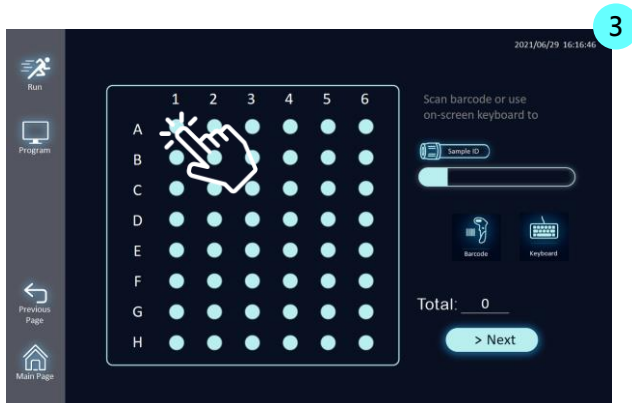 3
2021/06/29 16:16:46
Run
Program
Previous
Page
Main Page
1 2 3 4 5 6
A
B
C
D
E
F
G
H
Scan barcode or use
on-screen keyboard to
Sample ID
Barcode
Keyboard
Total: 0
> Next